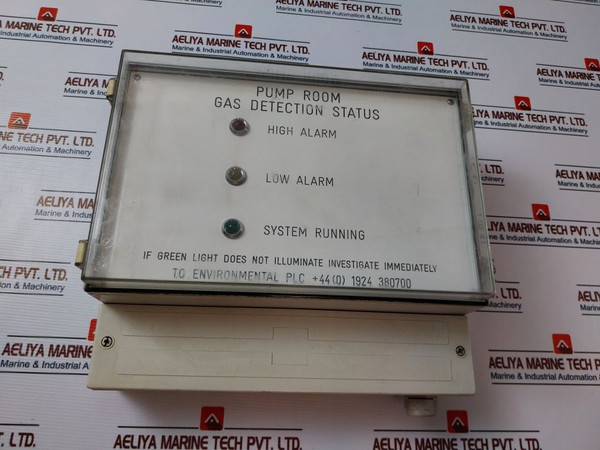 PUMP ROOM
GAS DETECTION STATUS
HIGH ALARM
LOW ALARM
SYSTEM RUNNING
IF GREEN LIGHT DOES NOT ILLUMINATE INVESTIGATE IMMEDIATELY
TO ENVIRONMENTAL PLC +44(0) 1924 380700
AELIYA MARINE TECH PVT. LTD.
Marine & Industrial Automation & Machinery